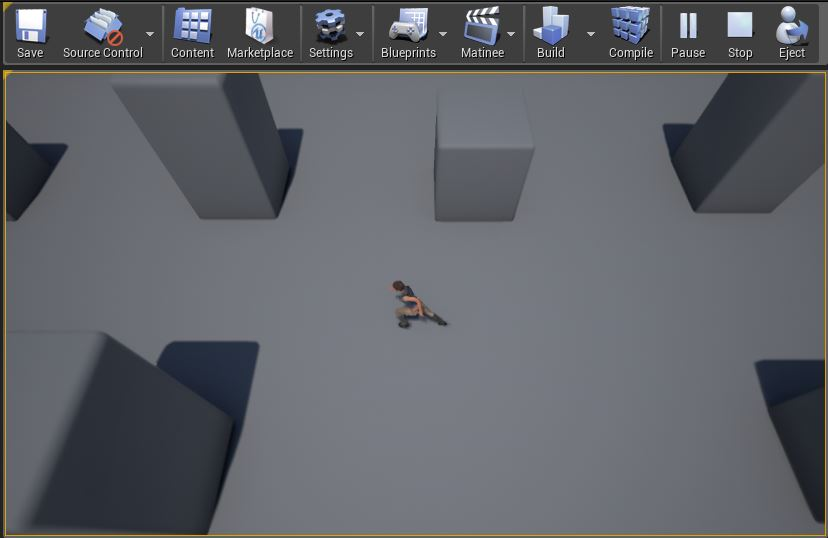 Save
Source Control
Content
Marketplace
Settings
Blueprints
Matinee
Build
Compile
Pause
Stop
Eject